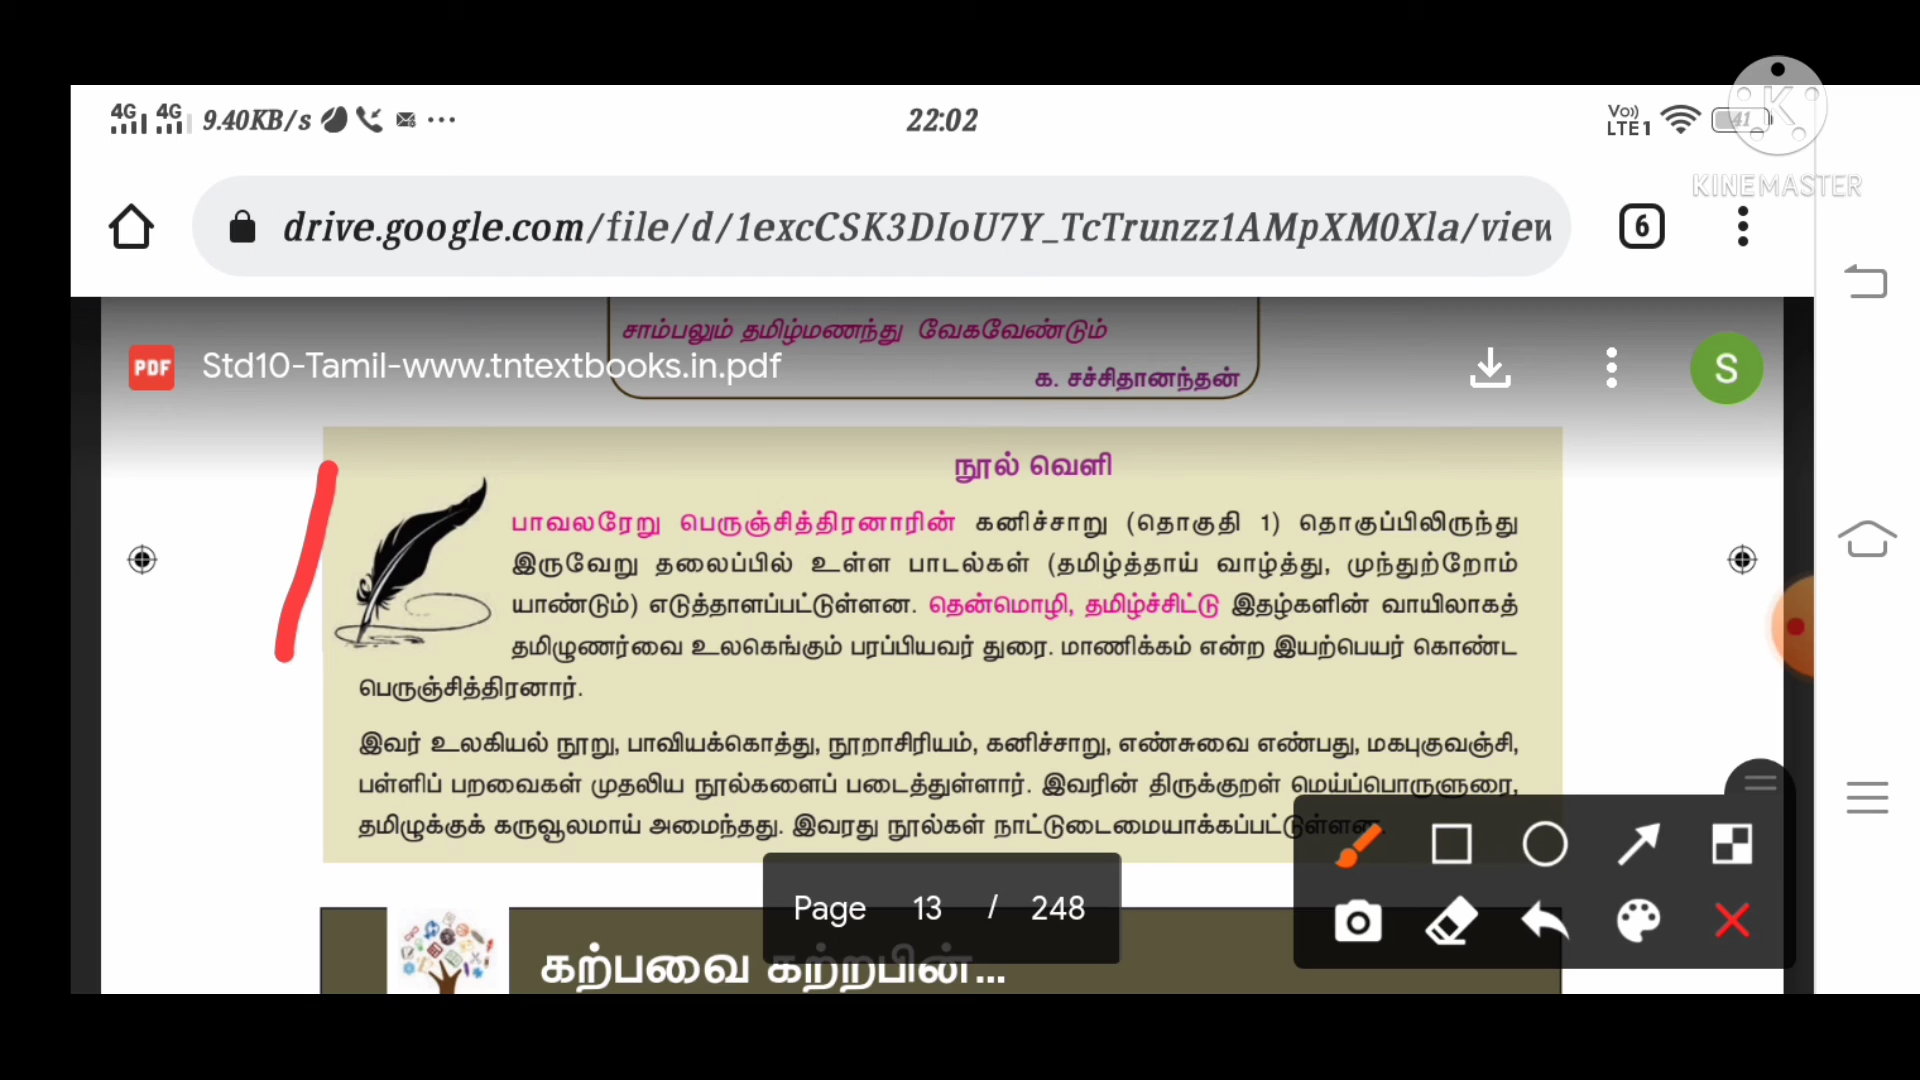 4G 4G 9.40KB/s ... 22:02 Vo)) LTE1 41
KINEMASTER
drive.google.com/file/d/1excCSK3DIoU7Y_TcTrunzz1AMpXM0Xla/view 6
சாம்பலும் தமிழ்மணந்து வேகவேண்டும்
PDF Std10-Tamil-www.tntextbooks.in.pdf S
க. சச்சிதானந்தன்
நூல் வெளி
பாவலரேறு பெருஞ்சித்திரனாரின் கனிச்சாறு (தொகுதி 1) தொகுப்பிலிருந்து
இருவேறு தலைப்பில் உள்ள பாடல்கள் (தமிழ்த்தாய் வாழ்த்து, முந்துற்றோம்
யாண்டும்) எடுத்தாளப்பட்டுள்ளன. தென்மொழி, தமிழ்ச்சிட்டு இதழ்களின் வாயிலாகத்
தமிழுணர்வை உலகெங்கும் பரப்பியவர் துரை. மாணிக்கம் என்ற இயற்பெயர் கொண்ட
பெருஞ்சித்திரனார்.
இவர் உலகியல் நூறு, பாவியக்கொத்து, நூறாசிரியம், கனிச்சாறு, எண்சுவை எண்பது, மகபுகுவஞ்சி,
பள்ளிப் பறவைகள் முதலிய நூல்களைப் படைத்துள்ளார். இவரின் திருக்குறள் மெய்ப்பொருளுரை,
தமிழுக்குக் கருவூலமாய் அமைந்தது. இவரது நூல்கள் நாட்டுடைமையாக்கப்பட்டுள்ளன.
Page 13 / 248
கற்பவை கற்றபின்...